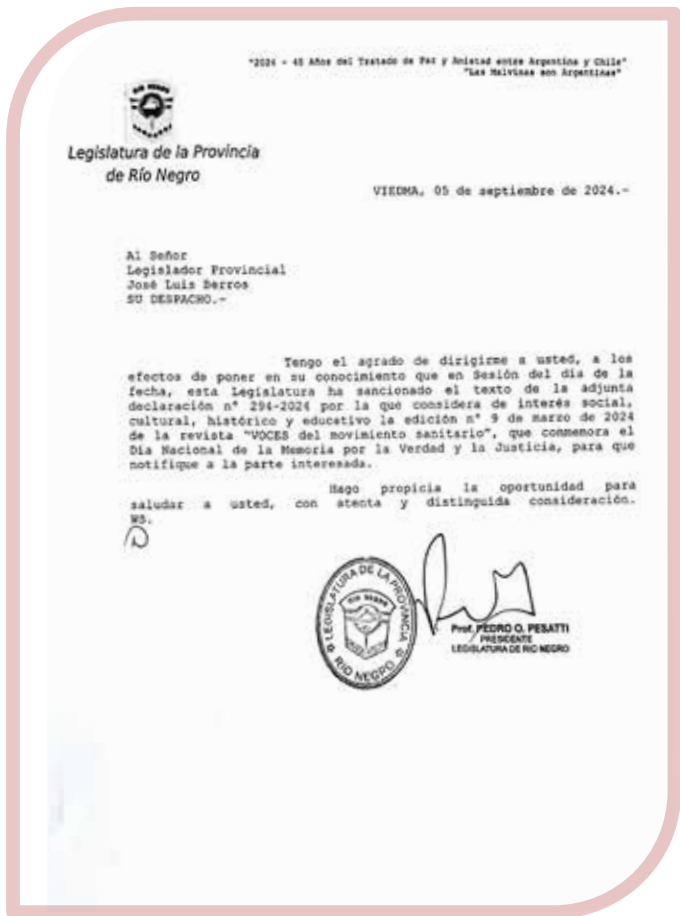 "2024 - 40 Años del Tratado de Paz y Amistad entre Argentina y Chile"
"Las Malvinas son Argentinas"
RIO NEGRO
Legislatura de la Provincia
de Río Negro
VIEDMA, 05 de septiembre de 2024.-
Al Señor
Legislador Provincial
José Luis Berros
SU DESPACHO.-
Tengo el agrado de dirigirme a usted, a los
efectos de poner en su conocimiento que en Sesión del día de la
fecha, esta Legislatura ha sancionado el texto de la adjunta
declaración nº 294-2024 por la que considera de interés social,
cultural, histórico y educativo la edición nº 9 de marzo de 2024
de la revista "VOCES del movimiento sanitario", que conmemora el
Día Nacional de la Memoria por la Verdad y la Justicia, para que
notifique a la parte interesada.
Hago propicia la oportunidad para
saludar a usted, con atenta y distinguida consideración.
WS.
LEGISLATURA DE LA PROVINCIA
RIO NEGRO
RIO NEGRO
Prof. PEDRO O. PESATTI
PRESIDENTE
LEGISLATURA DE RIO NEGRO